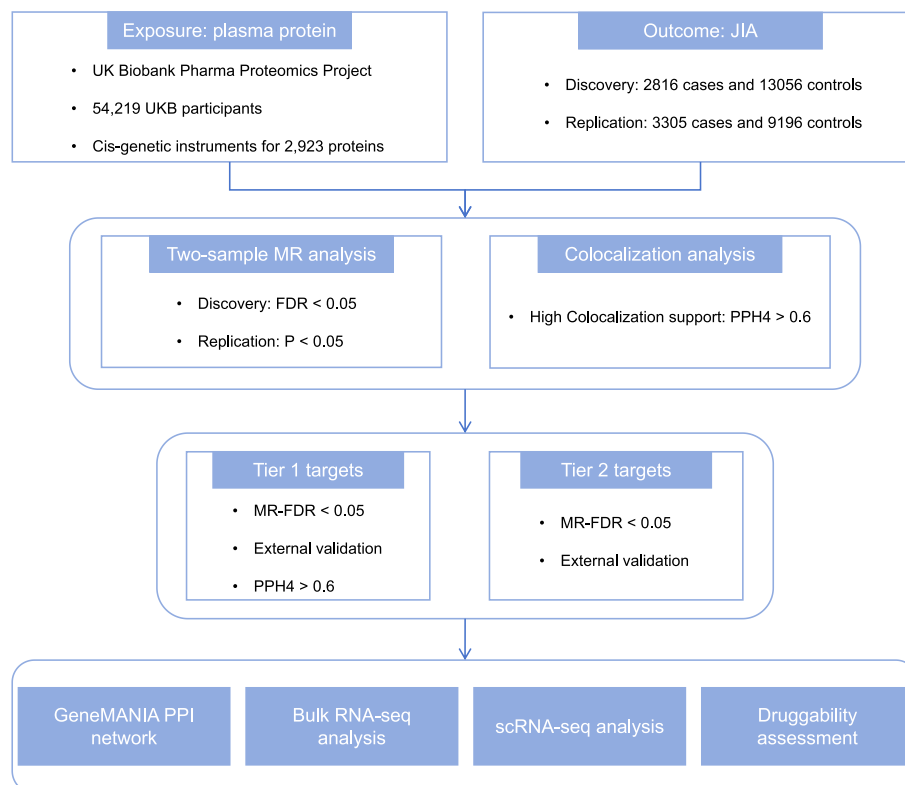 Exposure: plasma protein
• UK Biobank Pharma Proteomics Project
• 54,219 UKB participants
• Cis-genetic instruments for 2,923 proteins
Outcome: JIA
• Discovery: 2816 cases and 13056 controls
• Replication: 3305 cases and 9196 controls
Two-sample MR analysis
• Discovery: FDR < 0.05
• Replication: P < 0.05
Colocalization analysis
• High Colocalization support: PPH4 > 0.6
Tier 1 targets
• MR-FDR < 0.05
• External validation
• PPH4 > 0.6
Tier 2 targets
• MR-FDR < 0.05
• External validation
GeneMANIA PPI
network
Bulk RNA-seq
analysis
scRNA-seq analysis
Druggability
assessment